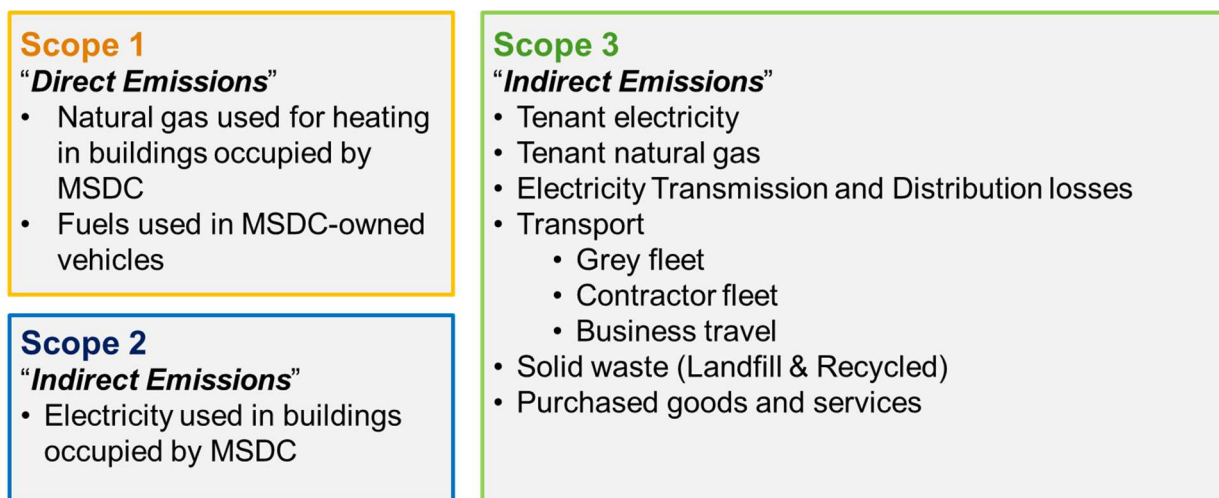 Scope 1
“Direct Emissions”
• Natural gas used for heating
in buildings occupied by
MSDC
• Fuels used in MSDC-owned
vehicles
Scope 2
“Indirect Emissions”
• Electricity used in buildings
occupied by MSDC
Scope 3
“Indirect Emissions”
• Tenant electricity
• Tenant natural gas
• Electricity Transmission and Distribution losses
• Transport
• Grey fleet
• Contractor fleet
• Business travel
• Solid waste (Landfill & Recycled)
• Purchased goods and services